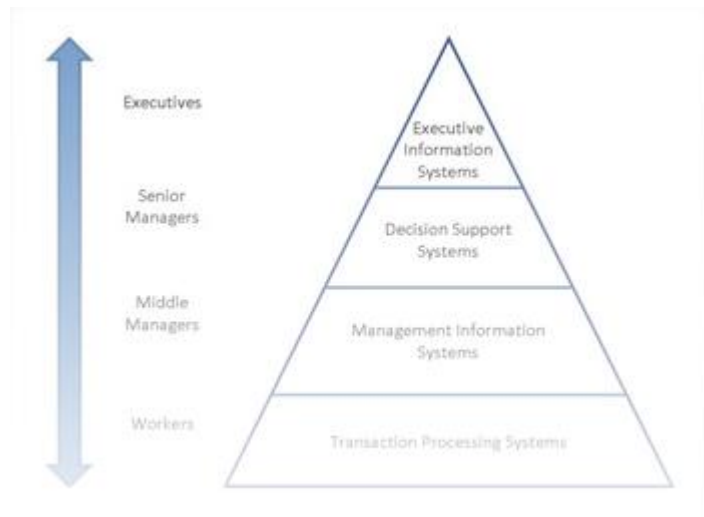 Executives
Executive
Information
Systems
Senior
Managers
Decision Support
Systems
Middle
Managers
Management Information
Systems
Workers
Transaction Processing Systems